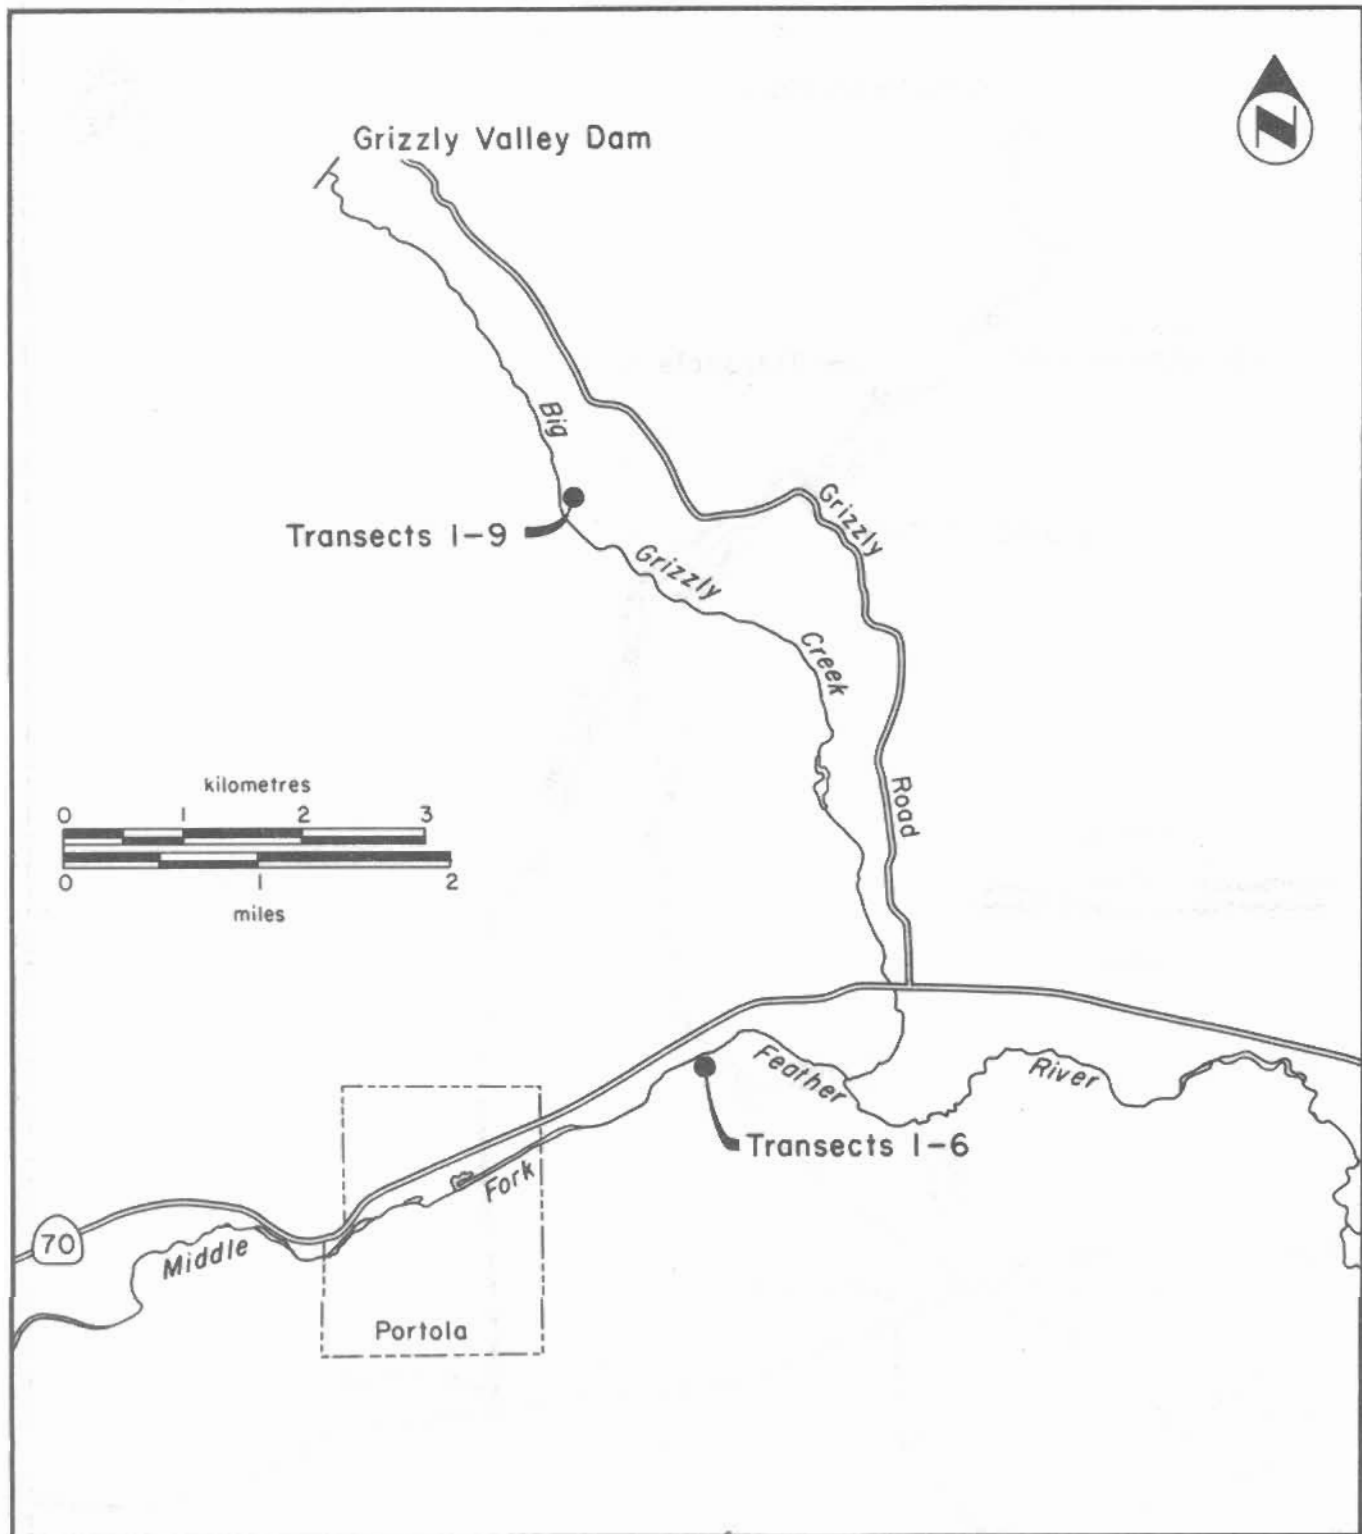 N
Grizzly Valley Dam
Big
Grizzly
Transects 1-9
Grizzly
Creek
kilometres
0 1 2 3
Road
0 1 2
miles
Feather
River
Transects 1-6
Fork
70
Middle
Portola